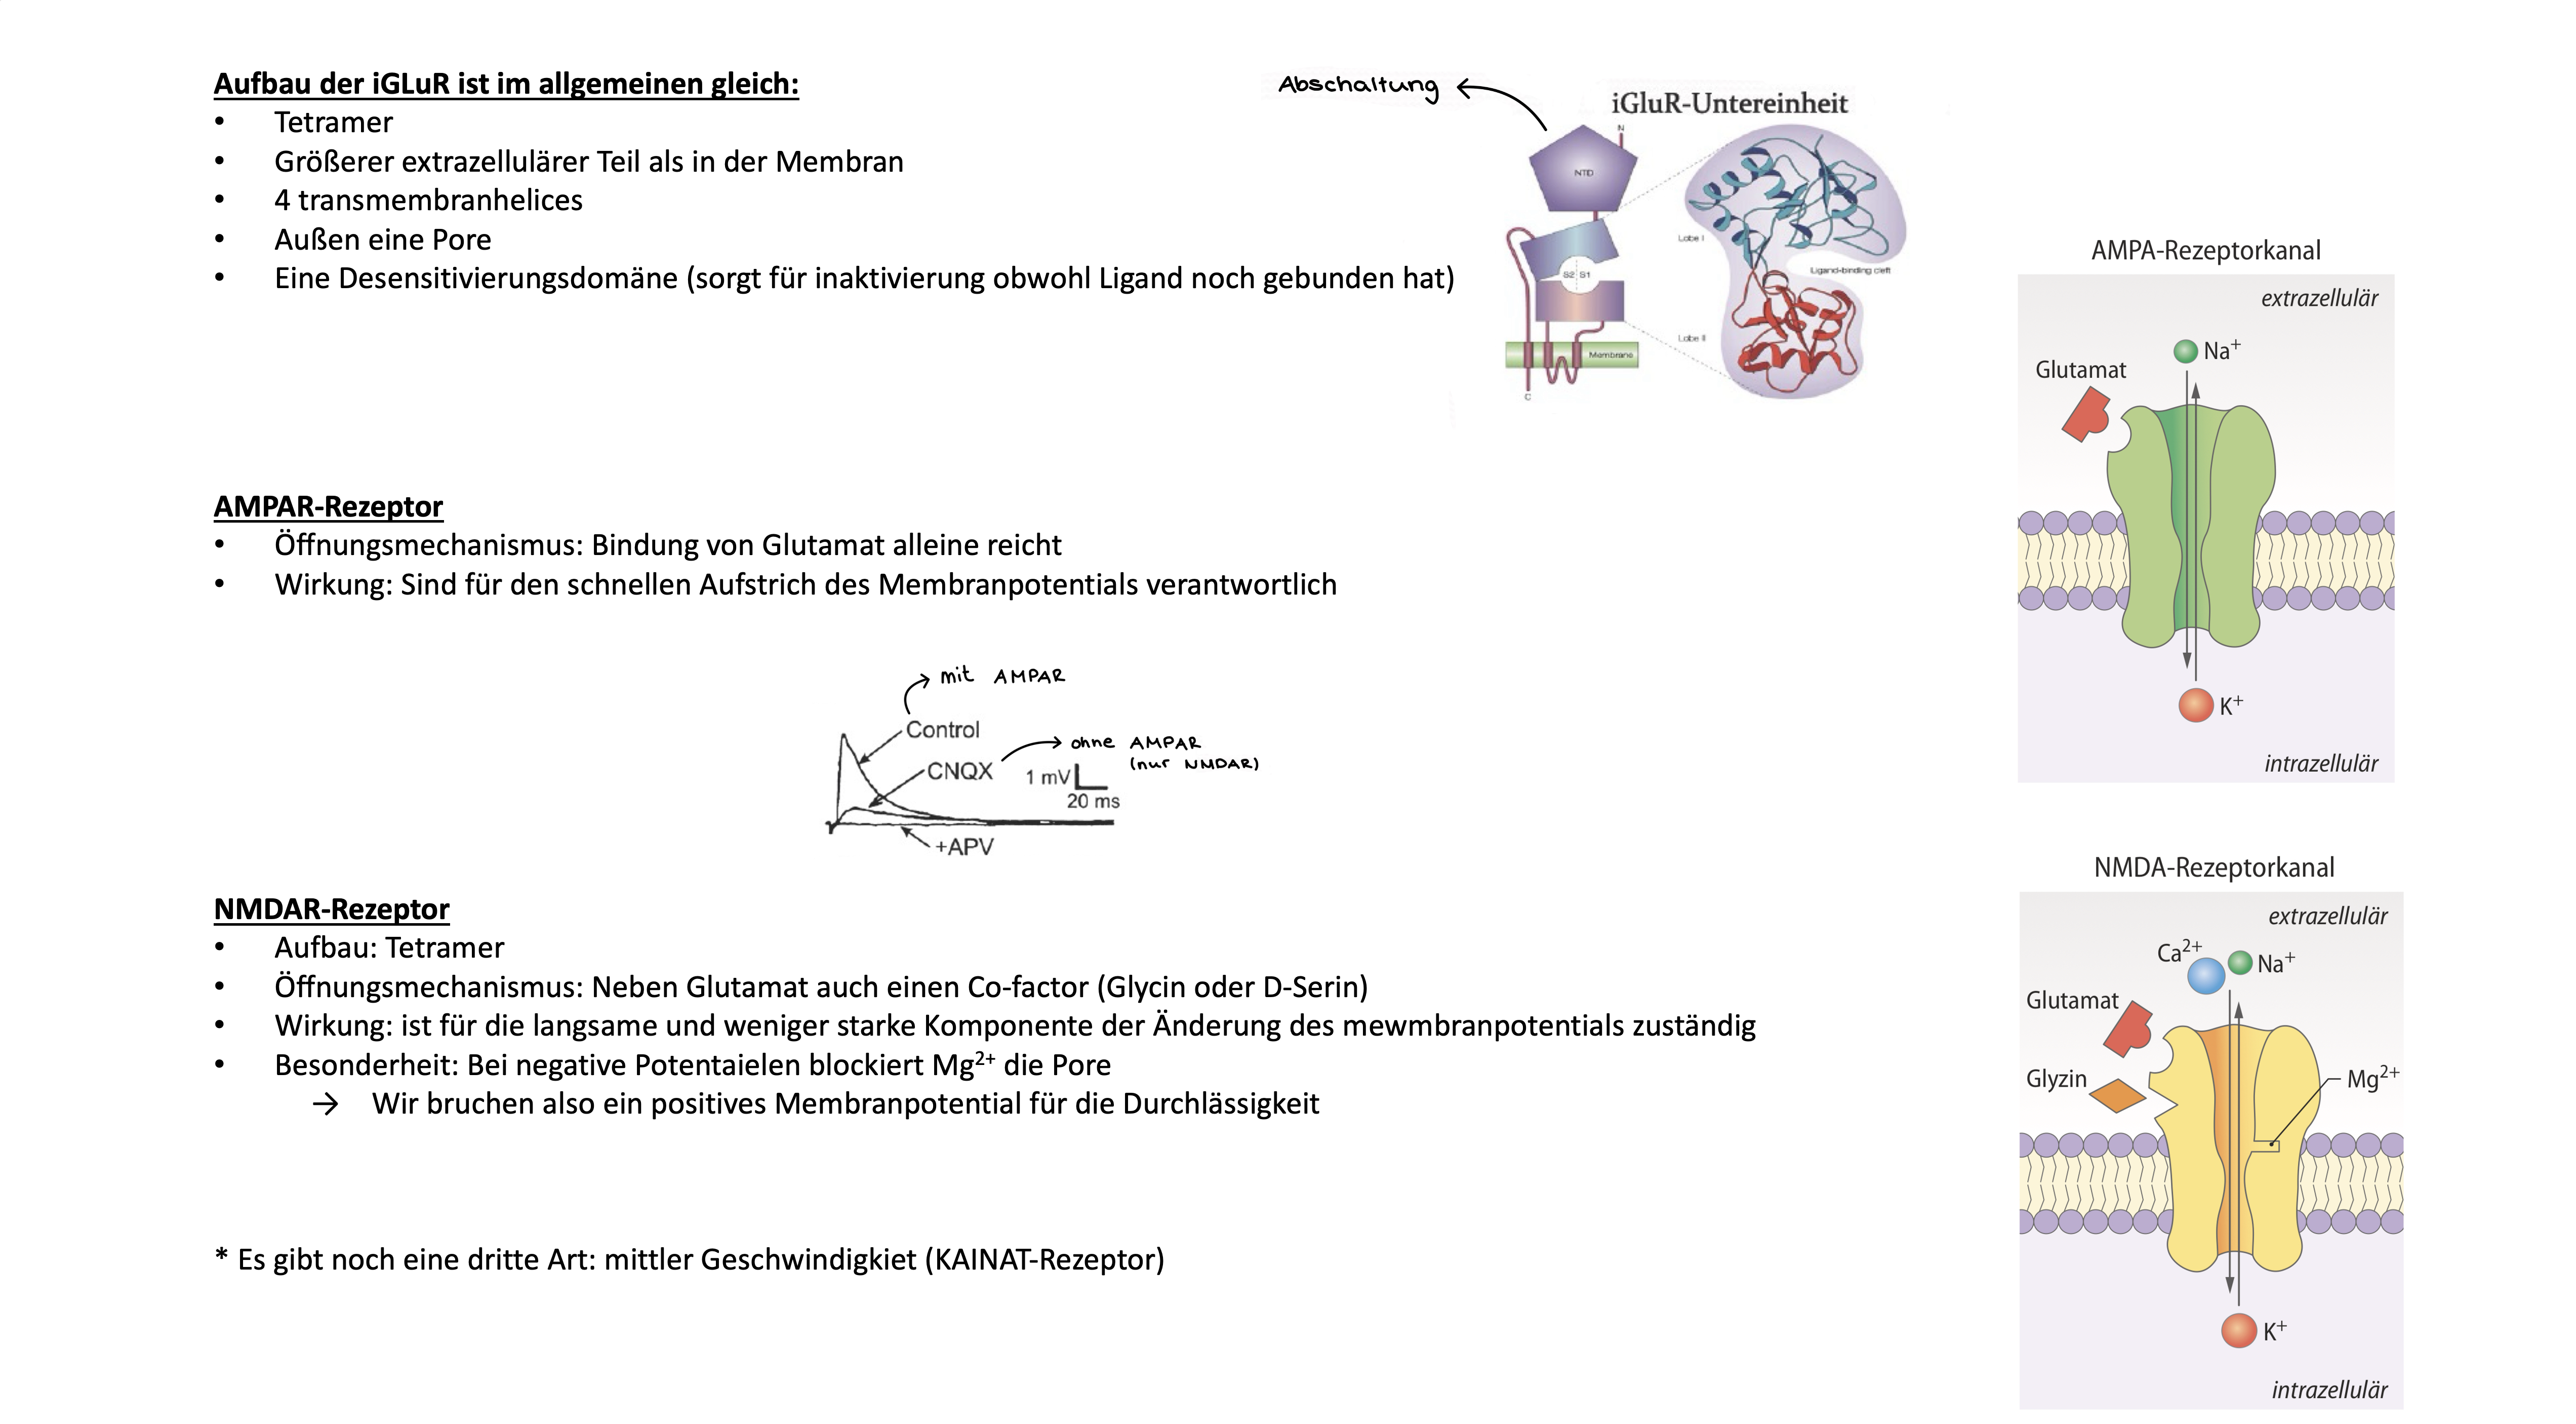 Aufbau der iGLuR ist im allgemeinen gleich:
• Tetramer
• Größerer extrazellulärer Teil als in der Membran
• 4 transmembranhelices
• Außen eine Pore
• Eine Desensitivierungsdomäne (sorgt für inaktivierung obwohl Ligand noch gebunden hat)
Abschaltung
iGluR-Untereinheit
N
NTD
Lobe I
S2 S1
Ligand-binding cleft
Lobe II
Membrane
C
AMPAR-Rezeptor
• Öffnungsmechanismus: Bindung von Glutamat alleine reicht
• Wirkung: Sind für den schnellen Aufstrich des Membranpotentials verantwortlich
mit AMPAR
Control
CNQX
ohne AMPAR
(nur NMDAR)
1 mV
20 ms
+APV
NMDAR-Rezeptor
• Aufbau: Tetramer
• Öffnungsmechanismus: Neben Glutamat auch einen Co-factor (Glycin oder D-Serin)
• Wirkung: ist für die langsame und weniger starke Komponente der Änderung des mewmbranpotentials zuständig
• Besonderheit: Bei negative Potentaielen blockiert Mg²⁺ die Pore
→ Wir bruchen also ein positives Membranpotential für die Durchlässigkeit
* Es gibt noch eine dritte Art: mittler Geschwindigkiet (KAINAT-Rezeptor)
AMPA-Rezeptorkanal
extrazellulär
Na⁺
Glutamat
K⁺
intrazellulär
NMDA-Rezeptorkanal
extrazellulär
Ca²⁺
Na⁺
Glutamat
Glyzin
Mg²⁺
K⁺
intrazellulär